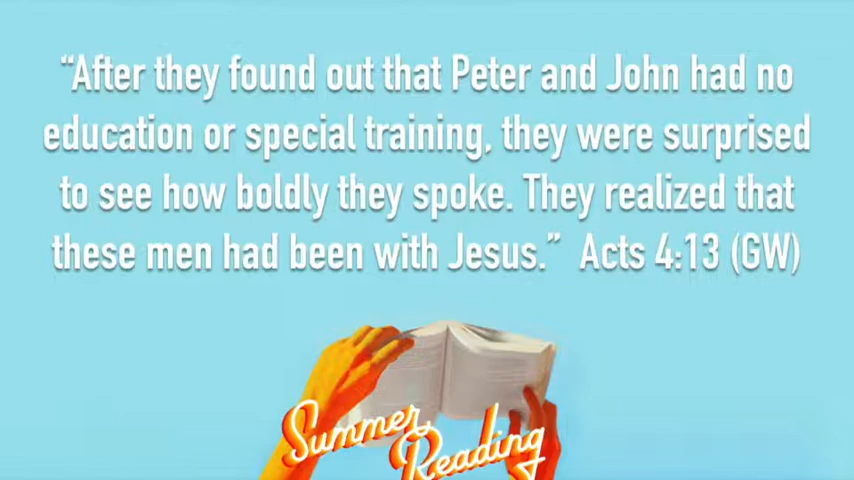 “After they found out that Peter and John had no
education or special training, they were surprised
to see how boldly they spoke. They realized that
these men had been with Jesus.” Acts 4:13 (GW)
Summer
Reading